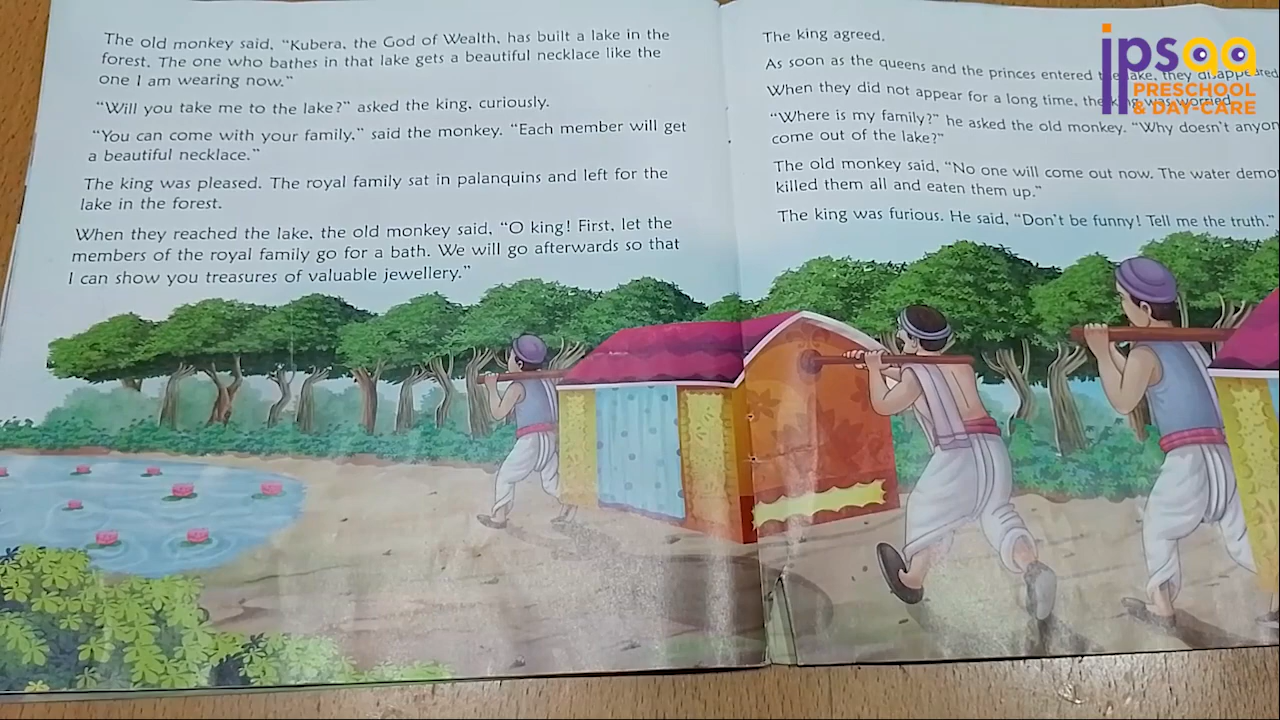 The old monkey said, “Kubera, the God of Wealth, has built a lake in the
forest. The one who bathes in that lake gets a beautiful necklace like the
one I am wearing now.”
“Will you take me to the lake?” asked the king, curiously.
“You can come with your family,” said the monkey. “Each member will get
a beautiful necklace.”
The king was pleased. The royal family sat in palanquins and left for the
lake in the forest.
When they reached the lake, the old monkey said, “O king! First, let the
members of the royal family go for a bath. We will go afterwards so that
I can show you treasures of valuable jewellery.”
The king agreed.
As soon as the queens and the princes entered the lake, they disappeared
When they did not appear for a long time, the king was worried.
“Where is my family?” he asked the old monkey. “Why doesn’t anyon
come out of the lake?”
The old monkey said, “No one will come out now. The water demo
killed them all and eaten them up.”
The king was furious. He said, “Don’t be funny! Tell me the truth.”
ipsaa
PRESCHOOL
& DAY-CARE